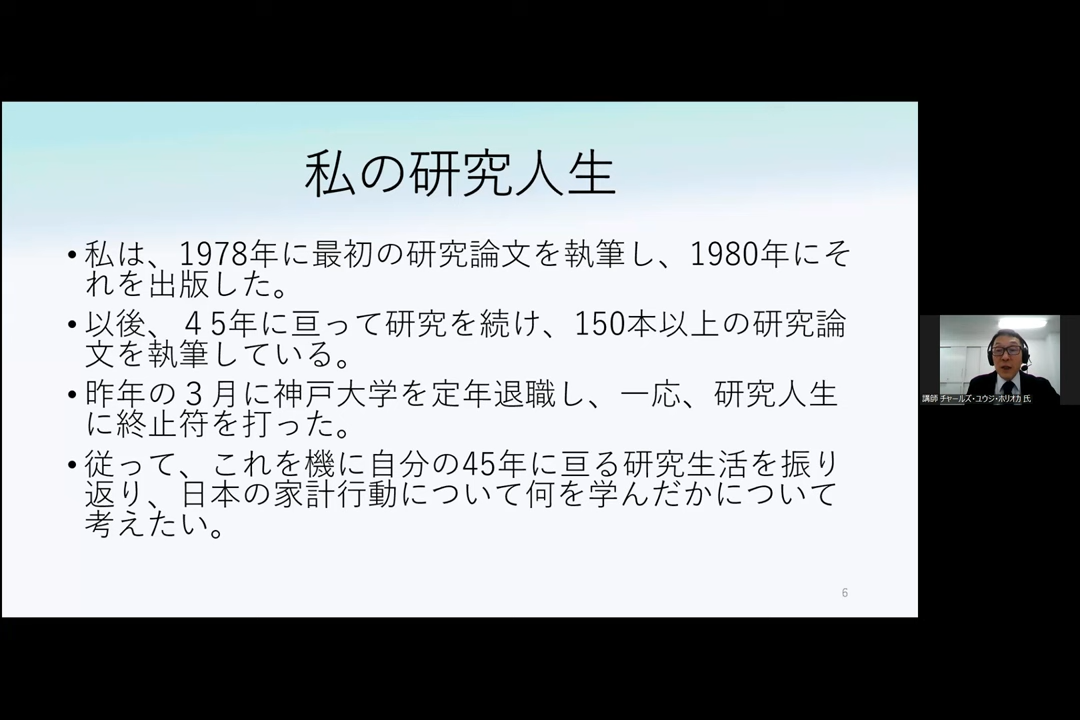 私の研究人生
• 私は、1978年に最初の研究論文を執筆し、1980年にそ
れを出版した。
• 以後、４5年に亘って研究を続け、150本以上の研究論
文を執筆している。
• 昨年の３月に神戸大学を定年退職し、一応、研究人生
に終止符を打った。
• 従って、これを機に自分の45年に亘る研究生活を振り
返り、日本の家計行動について何を学んだかについて
考えたい。
6
講師 チャールズ・ユウジ・ホリオカ 氏